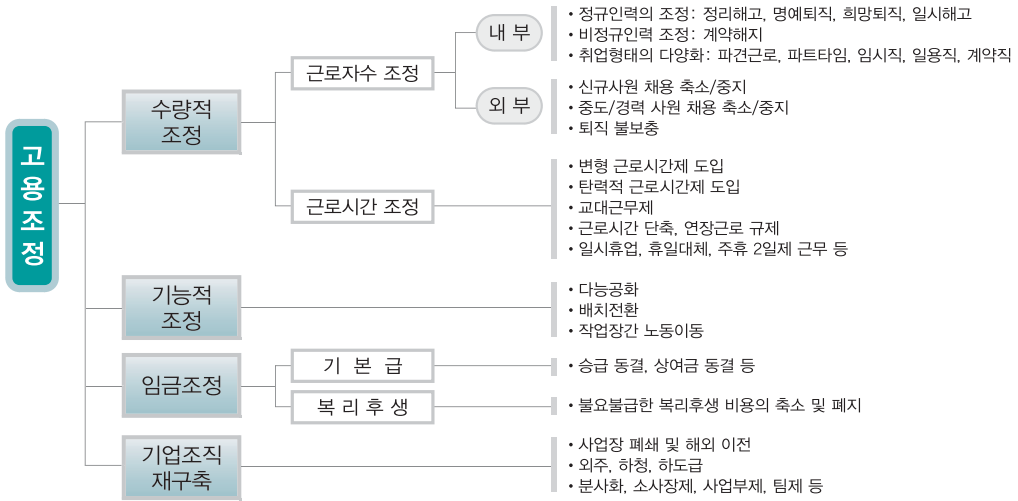 고용조정
수량적
조정
근로자수 조정
내 부
• 정규인력의 조정: 정리해고, 명예퇴직, 희망퇴직, 일시해고
• 비정규인력 조정: 계약해지
• 취업형태의 다양화: 파견근로, 파트타임, 임시직, 일용직, 계약직
외 부
• 신규사원 채용 축소/중지
• 중도/경력 사원 채용 축소/중지
• 퇴직 불보충
근로시간 조정
• 변형 근로시간제 도입
• 탄력적 근로시간제 도입
• 교대근무제
• 근로시간 단축, 연장근로 규제
• 일시휴업, 휴일대체, 주휴 2일제 근무 등
기능적
조정
• 다능공화
• 배치전환
• 작업장간 노동이동
임금조정
기 본 급
• 승급 동결, 상여금 동결 등
복 리 후 생
• 불요불급한 복리후생 비용의 축소 및 폐지
기업조직
재구축
• 사업장 폐쇄 및 해외 이전
• 외주, 하청, 하도급
• 분사화, 소사장제, 사업부제, 팀제 등